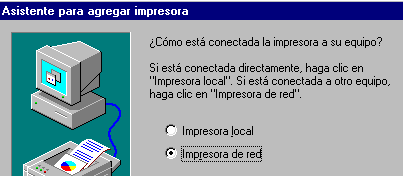 Asistente para agregar impresora
¿Cómo está conectada la impresora a su equipo?
Si está conectada directamente, haga clic en
"Impresora local". Si está conectada a otro equipo,
haga clic en "Impresora de red".
Impresora local
Impresora de red